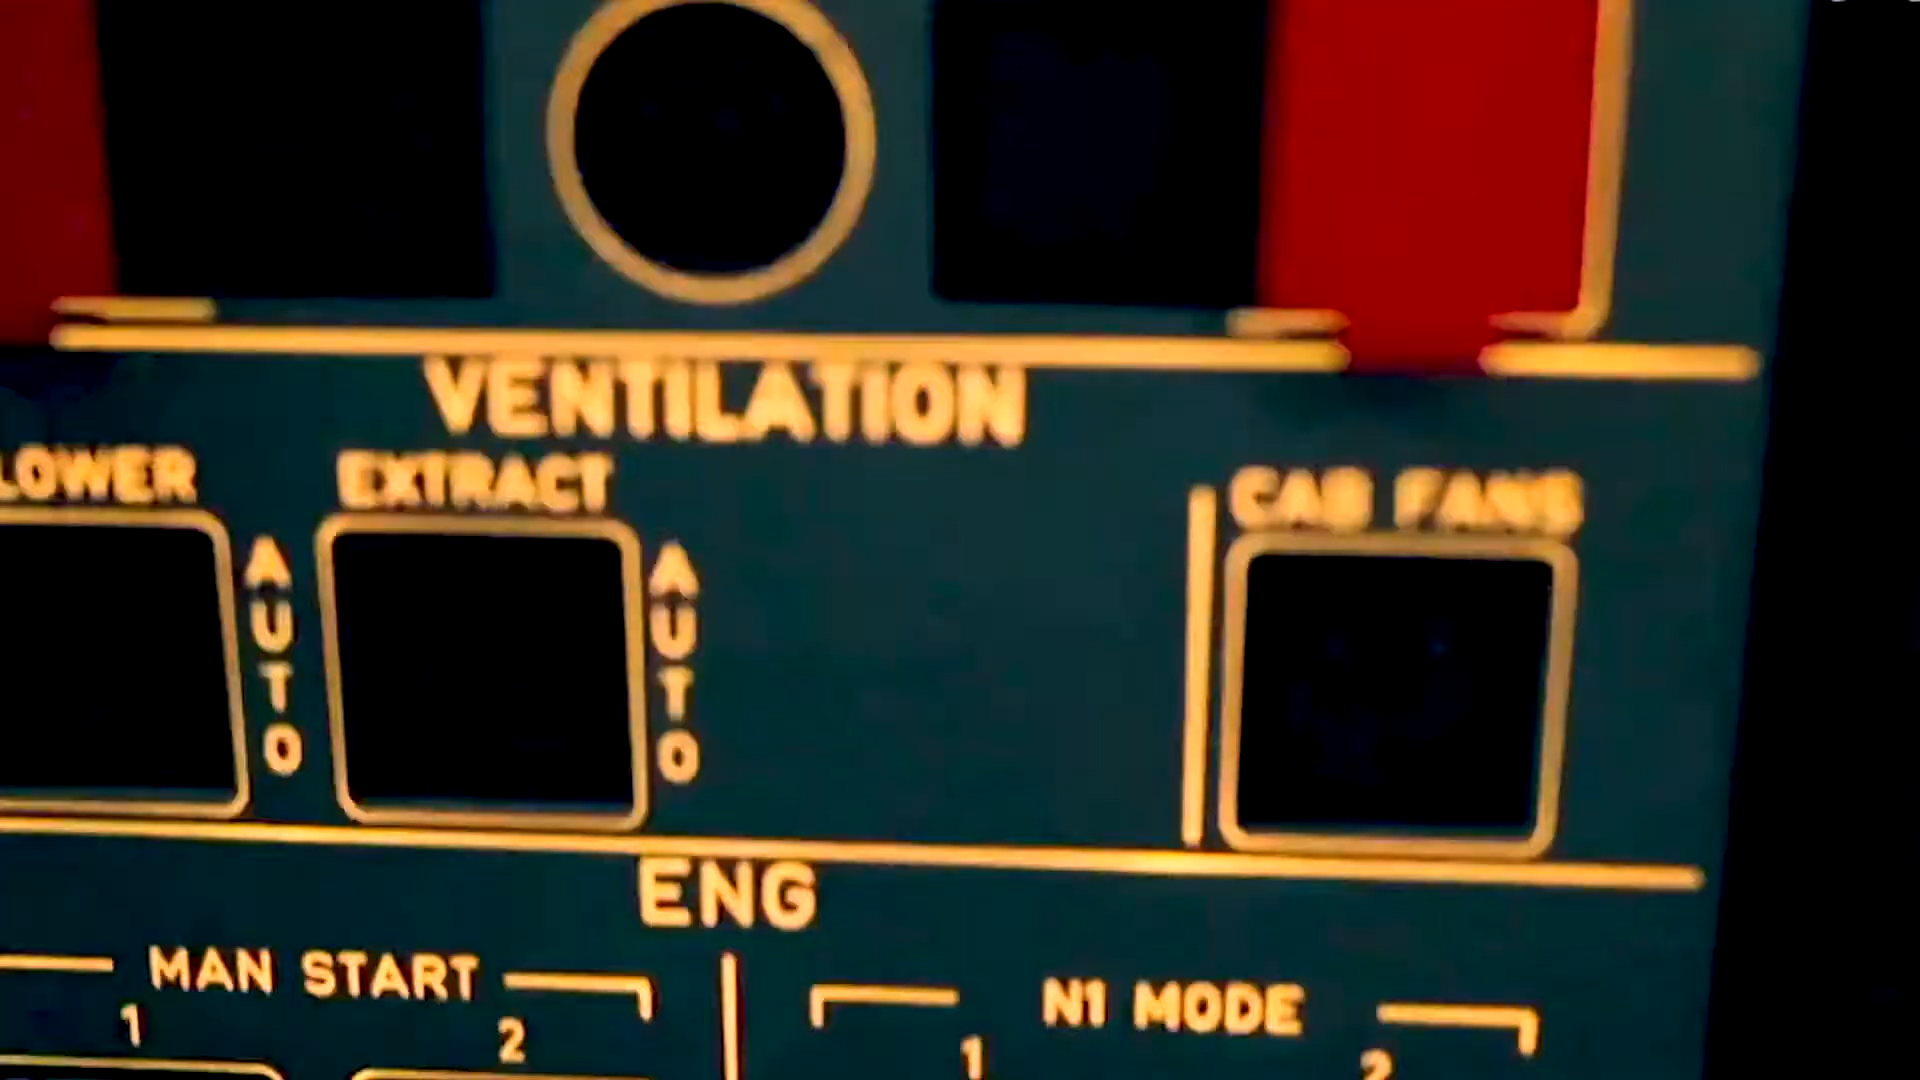 VENTILATION
LOWER EXTRACT CAB FANS
AUTO AUTO
ENG
MAN START N1 MODE
1 2 1 2